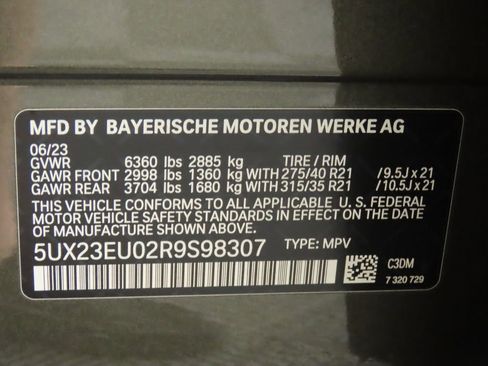 MFD BY BAYERISCHE MOTOREN WERKE AG
06/23
GVWR 6360 lbs 2885 kg TIRE / RIM
GAWR FRONT 2998 lbs 1360 kg WITH 275/40 R21 / 9.5J x 21
GAWR REAR 3704 lbs 1680 kg WITH 315/35 R21 / 10.5J x 21
THIS VEHICLE CONFORMS TO ALL APPLICABLE U. S. FEDERAL
MOTOR VEHICLE SAFETY STANDARDS IN EFFECT ON THE DATE
OF MANUFACTURE SHOWN ABOVE.
5UX23EU02R9S98307 TYPE: MPV
C3DM
7 320 729